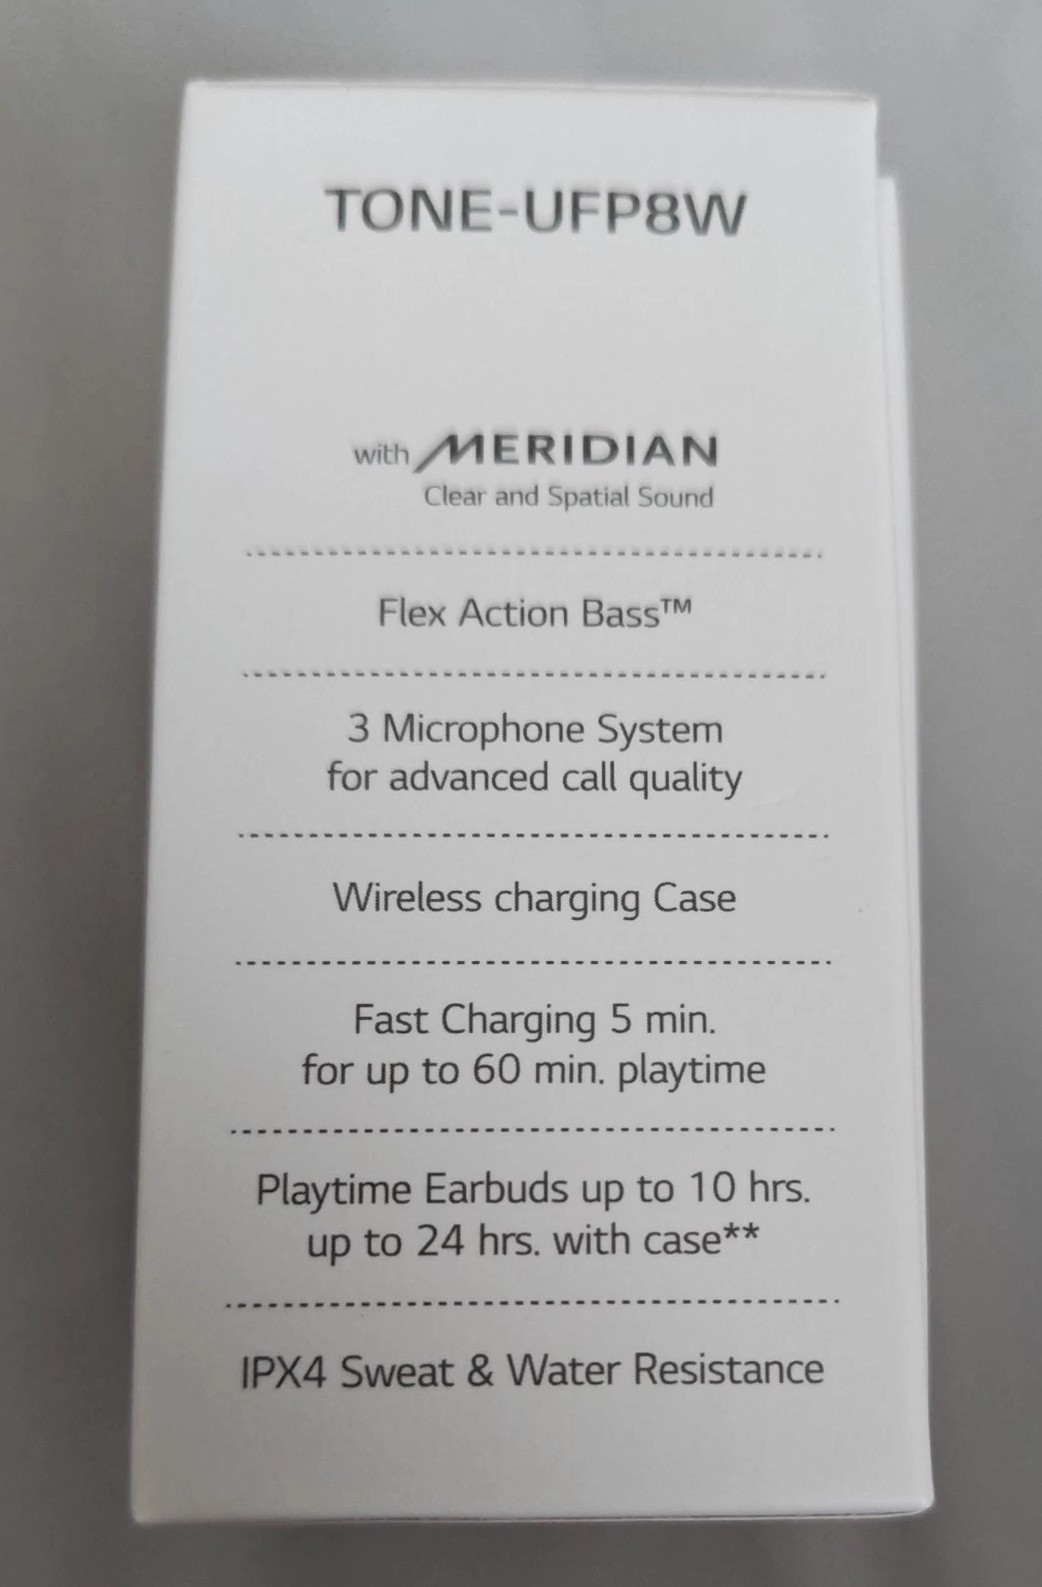 TONE-UFP8W
with MERIDIAN
Clear and Spatial Sound
Flex Action Bass™
3 Microphone System
for advanced call quality
Wireless charging Case
Fast Charging 5 min.
for up to 60 min. playtime
Playtime Earbuds up to 10 hrs.
up to 24 hrs. with case**
IPX4 Sweat & Water Resistance